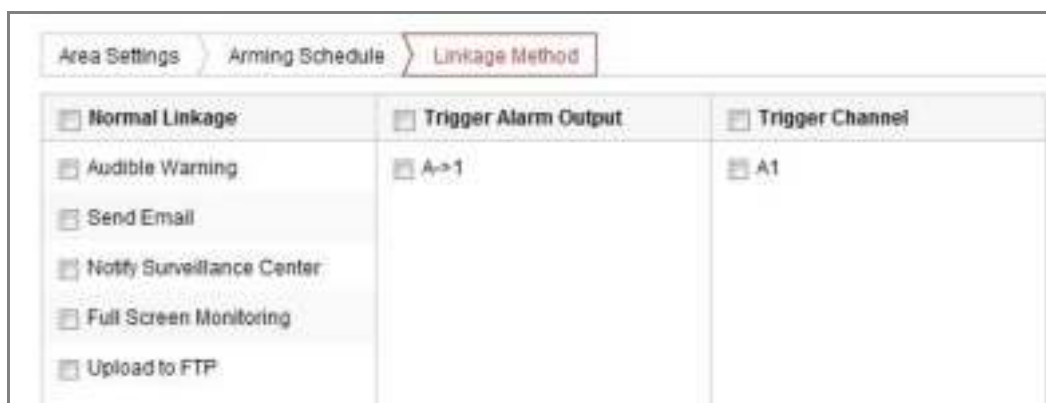 Area Settings Arming Schedule Linkage Method
Normal Linkage Trigger Alarm Output Trigger Channel
Audible Warning A->1 A1
Send Email
Notify Surveillance Center
Full Screen Monitoring
Upload to FTP